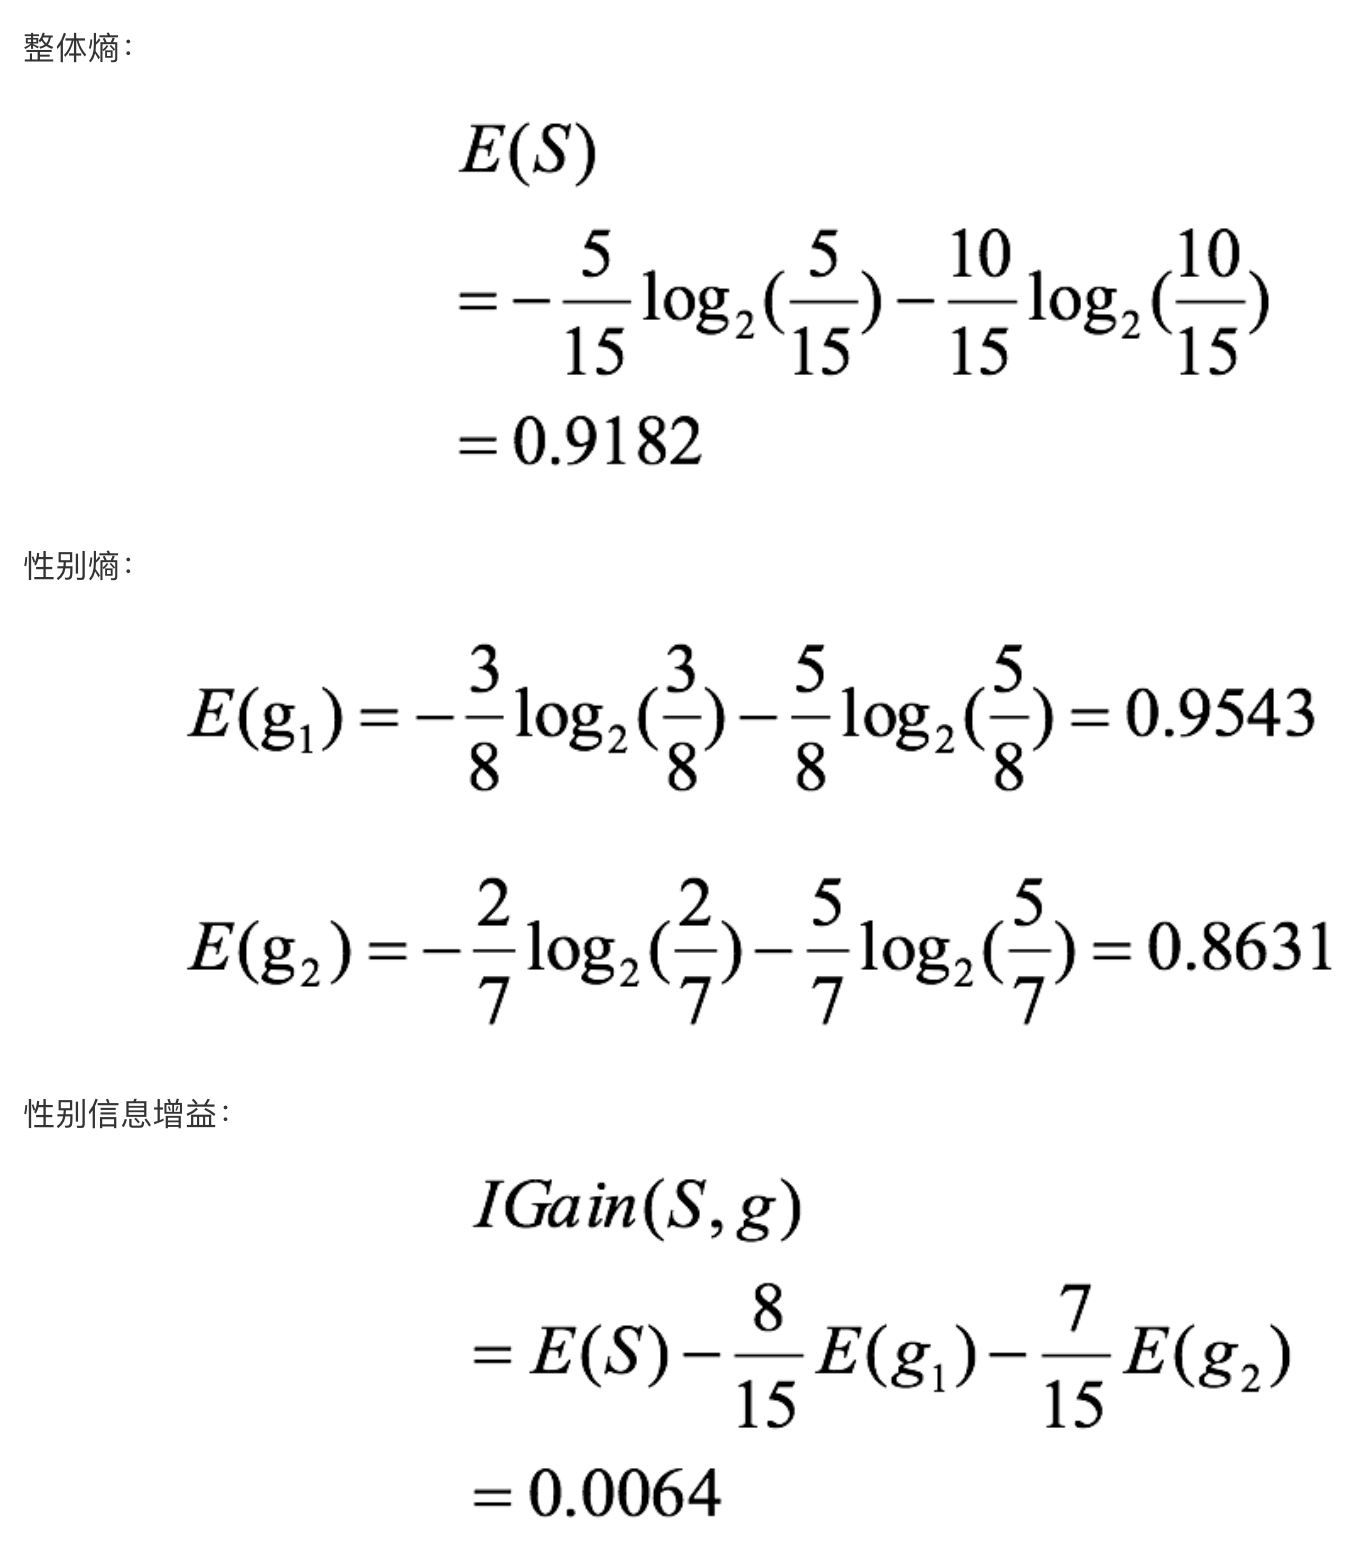 整体熵：
E(S)
= -\frac{5}{15}\log_2(\frac{5}{15}) - \frac{10}{15}\log_2(\frac{10}{15})
= 0.9182
性别熵：
E(g_1) = -\frac{3}{8}\log_2(\frac{3}{8}) - \frac{5}{8}\log_2(\frac{5}{8}) = 0.9543
E(g_2) = -\frac{2}{7}\log_2(\frac{2}{7}) - \frac{5}{7}\log_2(\frac{5}{7}) = 0.8631
性别信息增益：
IGain(S, g)
= E(S) - \frac{8}{15}E(g_1) - \frac{7}{15}E(g_2)
= 0.0064